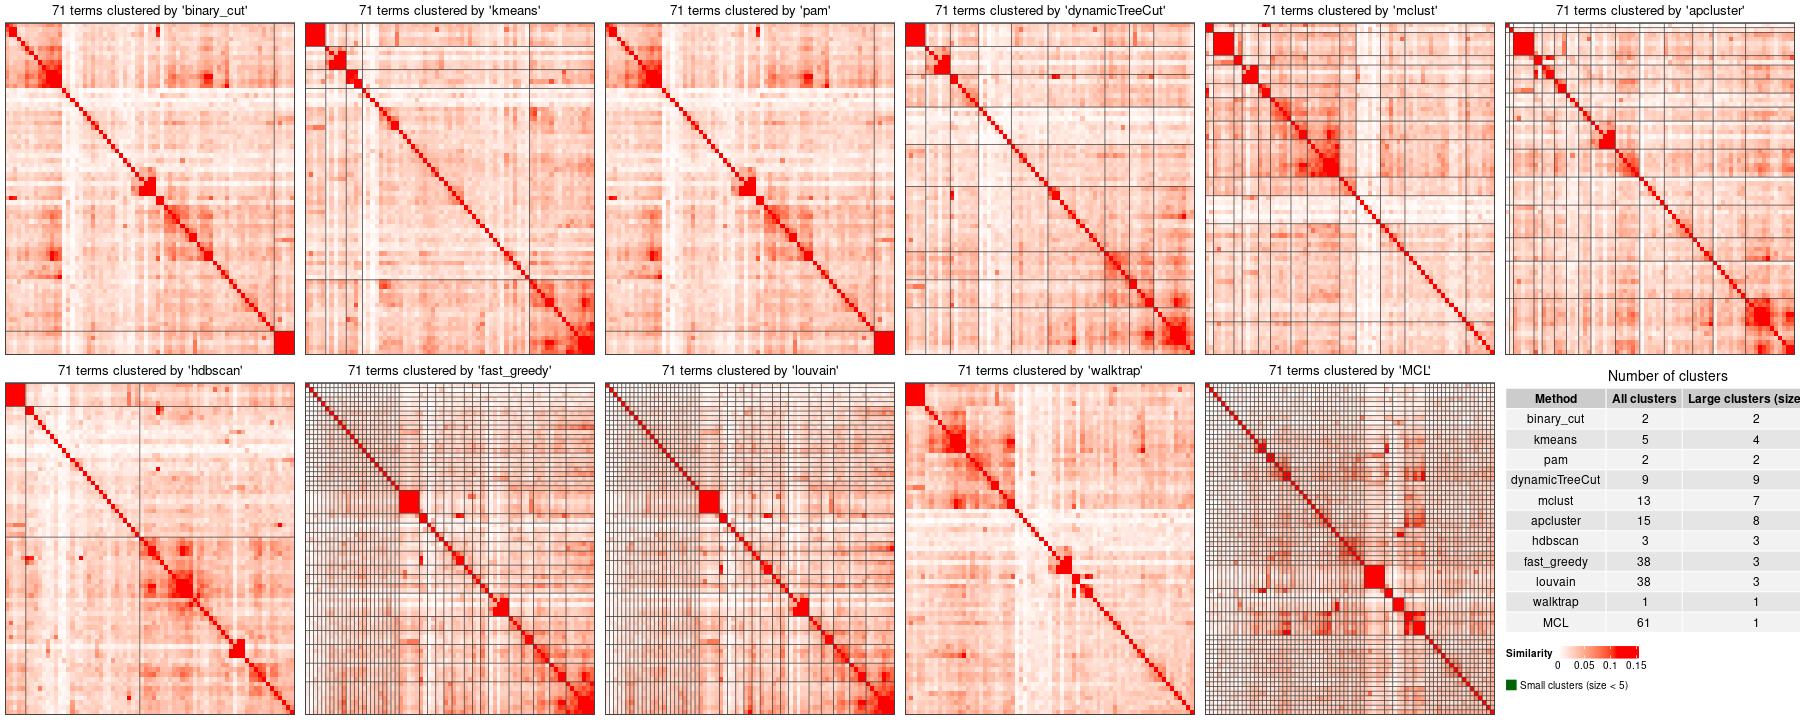 71 terms clustered by 'binary_cut'
71 terms clustered by 'kmeans'
71 terms clustered by 'pam'
71 terms clustered by 'dynamicTreeCut'
71 terms clustered by 'mclust'
71 terms clustered by 'apcluster'
71 terms clustered by 'hdbscan'
71 terms clustered by 'fast_greedy'
71 terms clustered by 'louvain'
71 terms clustered by 'walktrap'
71 terms clustered by 'MCL'
Number of clusters
Method All clusters Large clusters (size
binary_cut 2 2
kmeans 5 4
pam 2 2
dynamicTreeCut 9 9
mclust 13 7
apcluster 15 8
hdbscan 3 3
fast_greedy 38 3
louvain 38 3
walktrap 1 1
MCL 61 1
Similarity
0 0.05 0.1 0.15
Small clusters (size < 5)